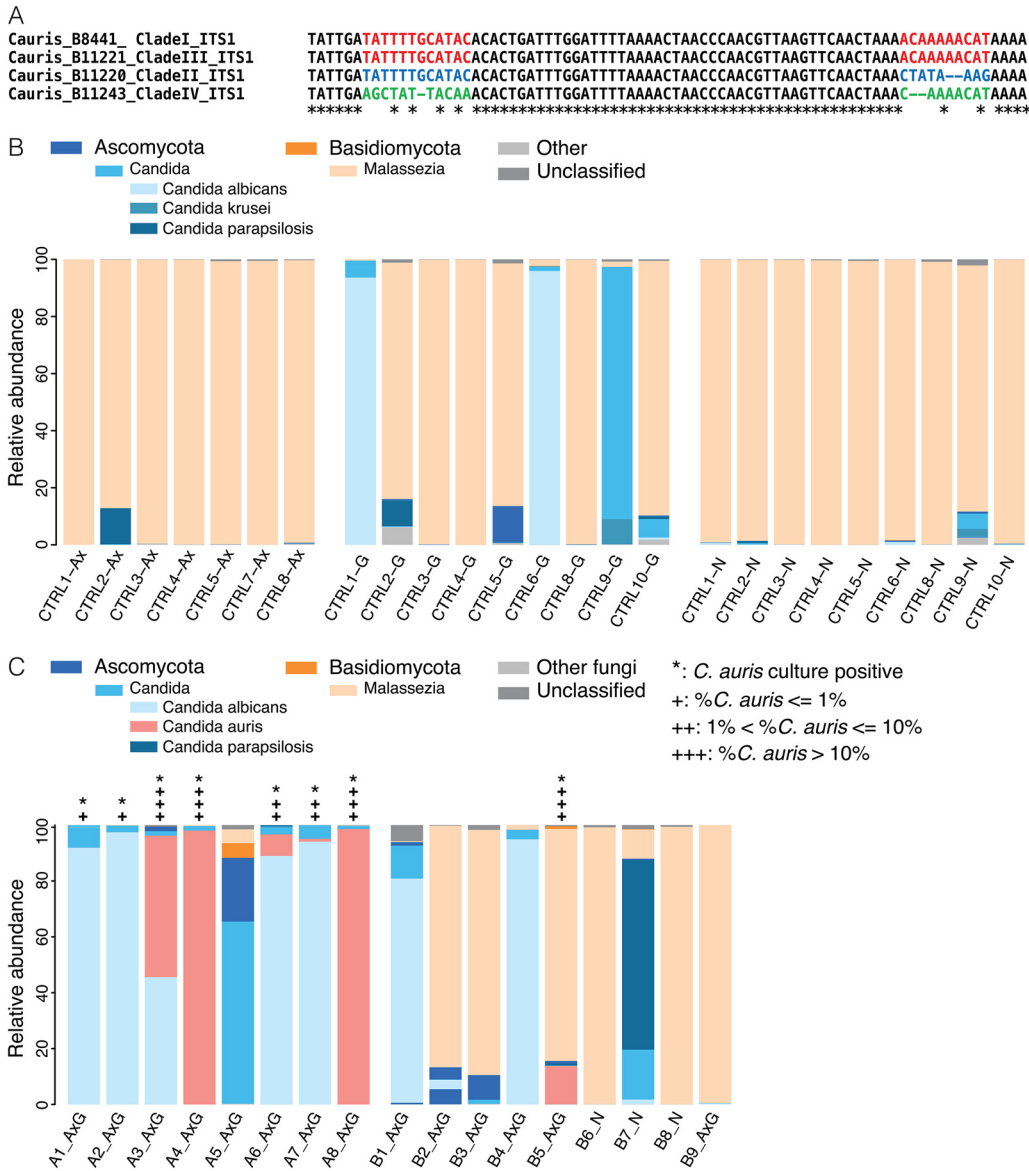 A
Cauris_B8441_ CladeI_ITS1 TATTGATATTTTGCATACACACTGATTTGGATTTTAAAACTAACCCAACGTTAAGTTCAACTAAAACAAAAACATAAAA
Cauris_B11221_CladeIII_ITS1 TATTGATATTTTGCATACACACTGATTTGGATTTTAAAACTAACCCAACGTTAAGTTCAACTAAAACAAAAACATAAAA
Cauris_B11220_CladeII_ITS1 TATTGATATTTTGCATACACACTGATTTGGATTTTAAAACTAACCCAACGTTAAGTTCAACTAAACTATA--AAGAAAA
Cauris_B11243_CladeIV_ITS1 TATTGAAGCTAT-TACAAACACTGATTTGGATTTTAAAACTAACCCAACGTTAAGTTCAACTAAAC--AAAACATAAAA
****** * * * * *********************************************** * * ****
B
Ascomycota Basidiomycota Other
Candida Malassezia Unclassified
Candida albicans
Candida krusei
Candida parapsilosis
Relative abundance
100
80
60
40
20
0
CTRL1-Ax CTRL2-Ax CTRL3-Ax CTRL4-Ax CTRL5-Ax CTRL7-Ax CTRL8-Ax CTRL1-G CTRL2-G CTRL3-G CTRL4-G CTRL5-G CTRL6-G CTRL8-G CTRL9-G CTRL10-G CTRL1-N CTRL2-N CTRL3-N CTRL4-N CTRL5-N CTRL6-N CTRL8-N CTRL9-N CTRL10-N
C
Ascomycota Basidiomycota Other fungi
Candida Malassezia Unclassified
Candida albicans
Candida auris
Candida parapsilosis
*: C. auris culture positive
+: %C. auris <= 1%
++: 1% < %C. auris <= 10%
+++: %C. auris > 10%
+* +* +++* +++* ++* ++* +++* +++*
Relative abundance
100
80
60
40
20
0
A1_AxG A2_AxG A3_AxG A4_AxG A5_AxG A6_AxG A7_AxG A8_AxG B1_AxG B2_AxG B3_AxG B4_AxG B5_AxG B6_N B7_N B8_N B9_AxG